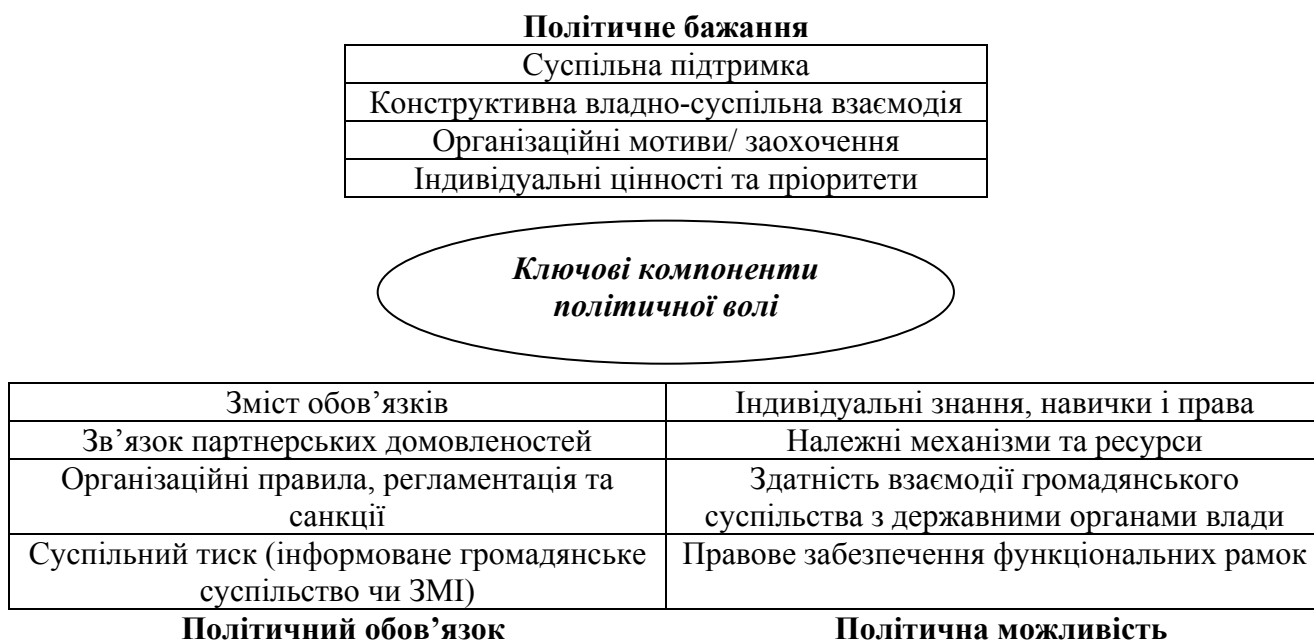 Політичне бажання
Суспільна підтримка
Конструктивна владно-суспільна взаємодія
Організаційні мотиви/ заохочення
Індивідуальні цінності та пріоритети
Ключові компоненти
політичної волі
Зміст обов’язків
Індивідуальні знання, навички і права
Зв’язок партнерських домовленостей
Належні механізми та ресурси
Організаційні правила, регламентація та
санкції
Здатність взаємодії громадянського
суспільства з державними органами влади
Суспільний тиск (інформоване громадянське
суспільство чи ЗМІ)
Правове забезпечення функціональних рамок
Політичний обов’язок
Політична можливість